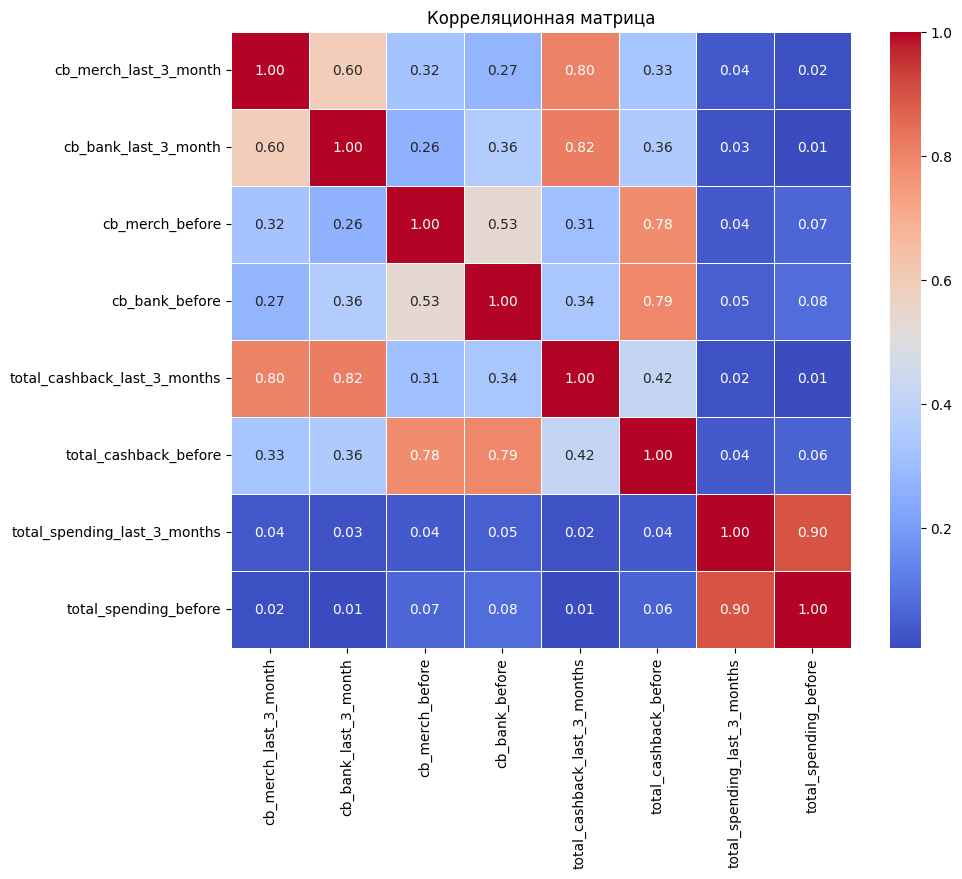 Корреляционная матрица
cb_merch_last_3_month 1.00 0.60 0.32 0.27 0.80 0.33 0.04 0.02
cb_bank_last_3_month 0.60 1.00 0.26 0.36 0.82 0.36 0.03 0.01
cb_merch_before 0.32 0.26 1.00 0.53 0.31 0.78 0.04 0.07
cb_bank_before 0.27 0.36 0.53 1.00 0.34 0.79 0.05 0.08
total_cashback_last_3_months 0.80 0.82 0.31 0.34 1.00 0.42 0.02 0.01
total_cashback_before 0.33 0.36 0.78 0.79 0.42 1.00 0.04 0.06
total_spending_last_3_months 0.04 0.03 0.04 0.05 0.02 0.04 1.00 0.90
total_spending_before 0.02 0.01 0.07 0.08 0.01 0.06 0.90 1.00
cb_merch_last_3_month
cb_bank_last_3_month
cb_merch_before
cb_bank_before
total_cashback_last_3_months
total_cashback_before
total_spending_last_3_months
total_spending_before
1.0
0.8
0.6
0.4
0.2